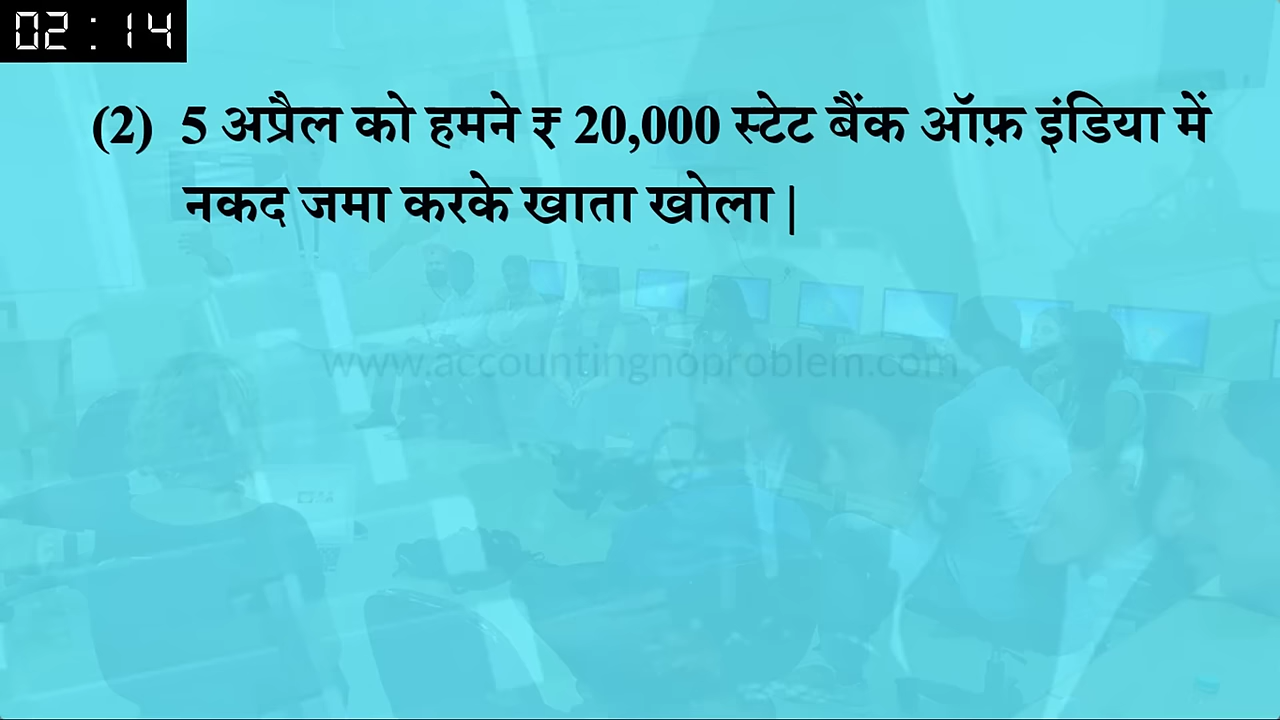 02:14
(2) 5 अप्रैल को हमने ₹ 20,000 स्टेट बैंक ऑफ़ इंडिया में
नकद जमा करके खाता खोला |
www.accountingnoproblem.com